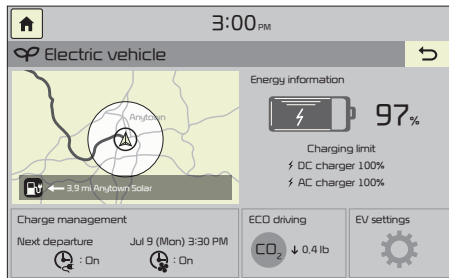 3:00 PM
Electric vehicle
Anytown
3.9 mi Anytown Solar
Energy information
97%
Charging limit
DC charger 100%
AC charger 100%
Charge management
Next departure Jul 9 (Mon) 3:30 PM
: On : On
ECO driving
CO2 ↓ 0.4 lb
EV settings